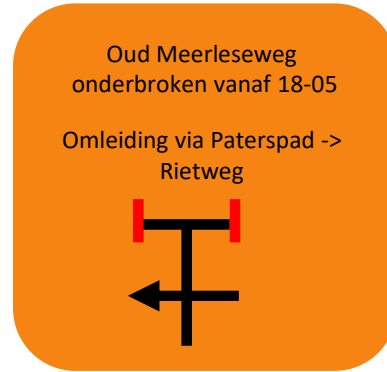 Oud Meerleseweg
onderbroken vanaf 18-05
Omleiding via Paterspad ->
Rietweg